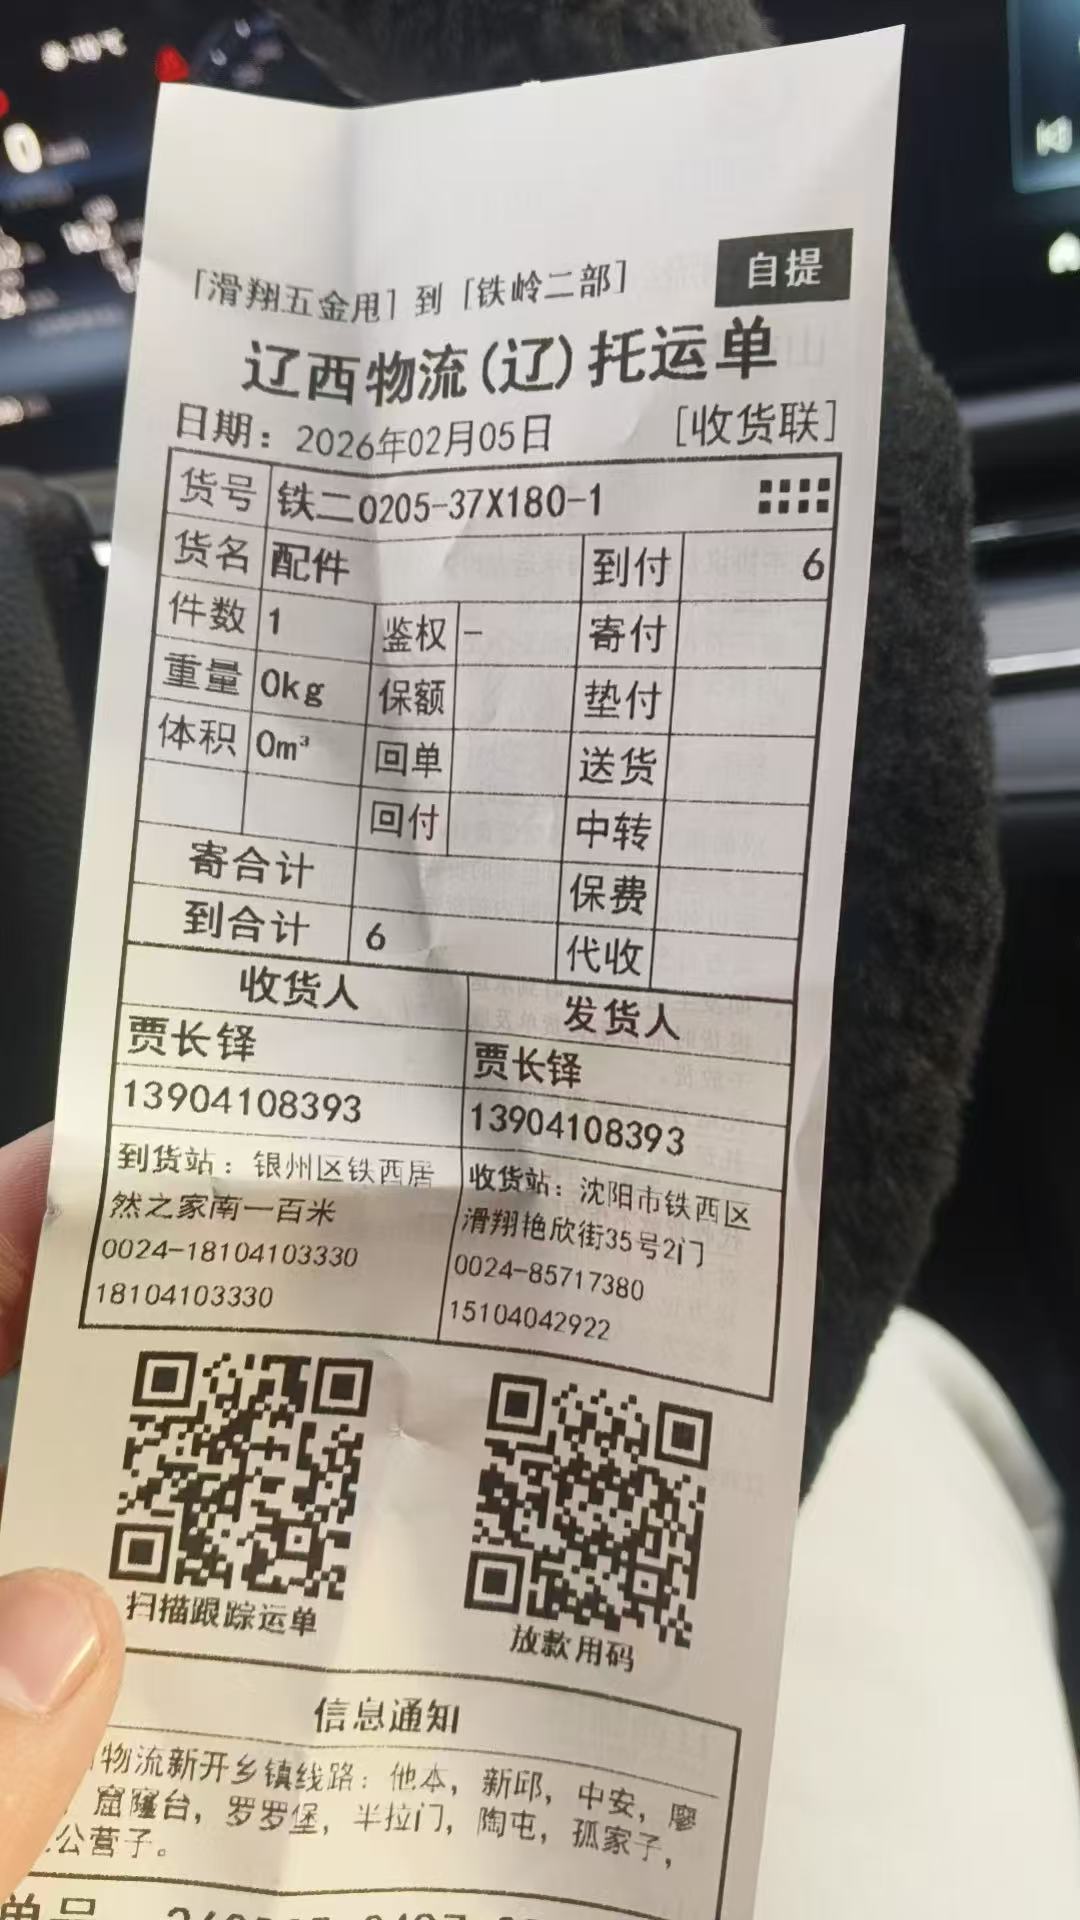 「滑翔五金甩」到「铁岭二部」 自提
辽西物流(辽)托运单
日期：2026年02月05日 [收货联]
货号 铁二0205-37X180-1
货名 配件 到付 6
件数 1 鉴权 - 寄付
重量 0kg 保额 垫付
体积 0m³ 回单 送货
回付 中转
寄合计 保费
到合计 6 代收
收货人 发货人
贾长铎 贾长铎
13904108393 13904108393
到货站：银州区铁西居 收货站：沈阳市铁西区
然之家南一百米 滑翔艳欣街35号2门
0024-18104103330 0024-85717380
18104103330 15104042922
扫描跟踪运单 放款用码
信息通知
物流新开乡镇线路：他本，新邱，中安，廖
窟窿台，罗罗堡，半拉门，陶屯，孤家子，
公营子。
单号